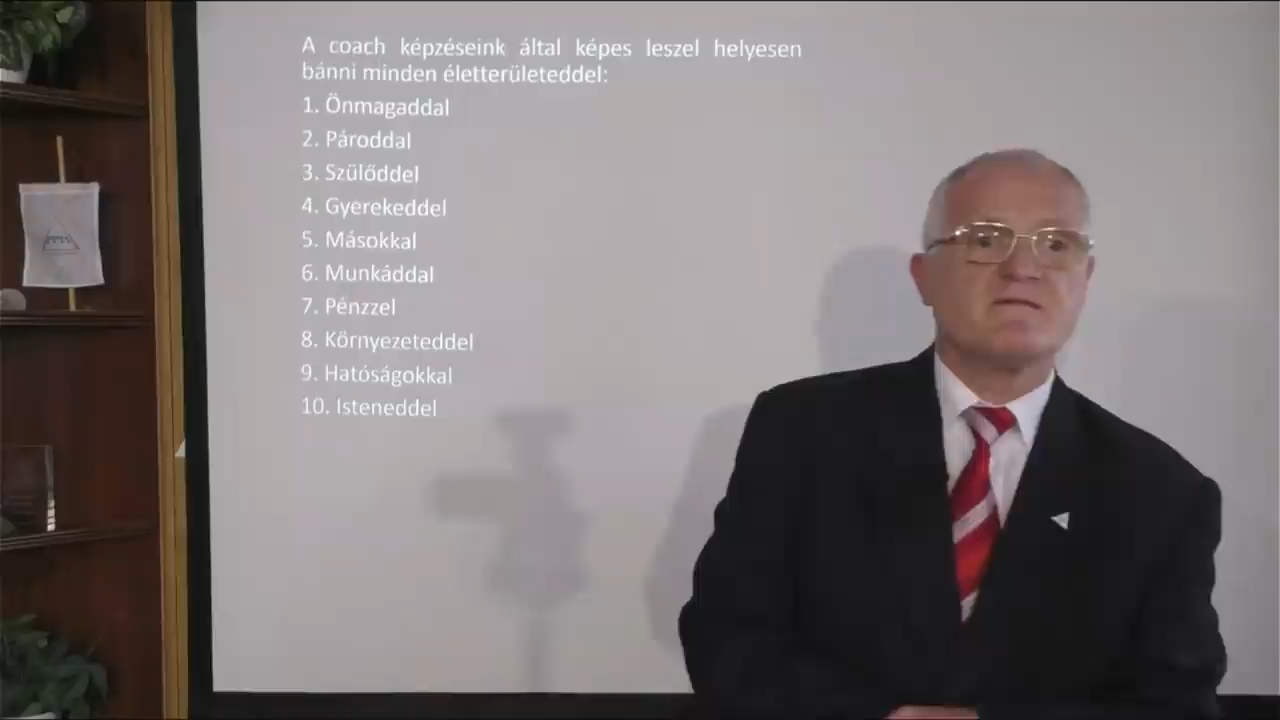 A coach képzéseink által képes leszel helyesen
bánni minden életterületeddel:
1. Önmagaddal
2. Pároddal
3. Szülőddel
4. Gyerekeddel
5. Másokkal
6. Munkáddal
7. Pénzzel
8. Környezeteddel
9. Hatóságokkal
10. Isteneddel